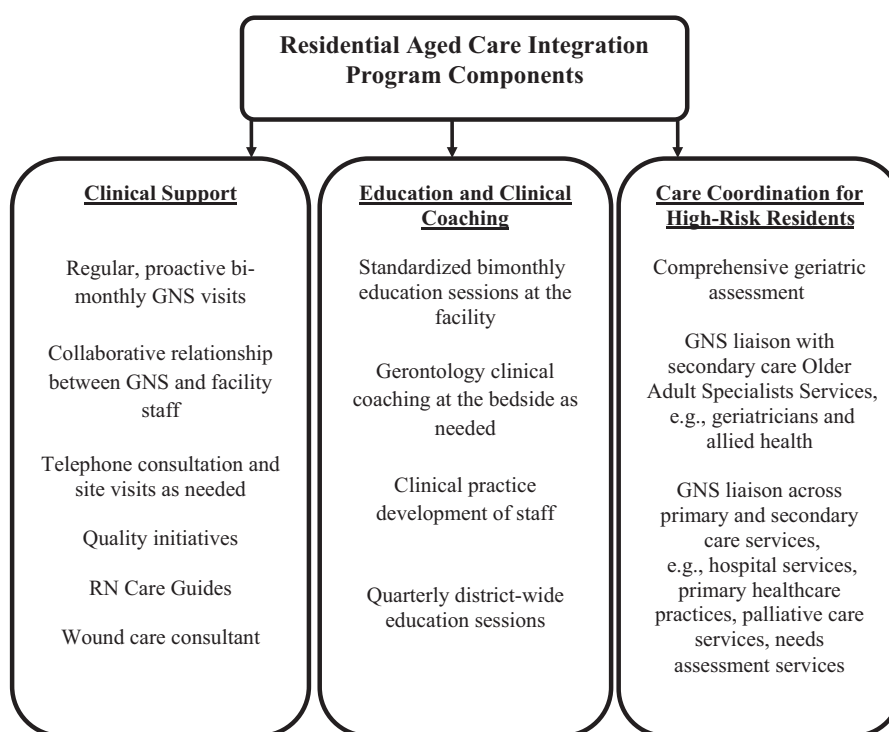 Residential Aged Care Integration
Program Components
Clinical Support
Regular, proactive bi-
monthly GNS visits
Collaborative relationship
between GNS and facility
staff
Telephone consultation and
site visits as needed
Quality initiatives
RN Care Guides
Wound care consultant
Education and Clinical
Coaching
Standardized bimonthly
education sessions at the
facility
Gerontology clinical
coaching at the bedside as
needed
Clinical practice
development of staff
Quarterly district-wide
education sessions
Care Coordination for
High-Risk Residents
Comprehensive geriatric
assessment
GNS liaison with
secondary care Older
Adult Specialists Services,
e.g., geriatricians and
allied health
GNS liaison across
primary and secondary
care services,
e.g., hospital services,
primary healthcare
practices, palliative care
services, needs
assessment services